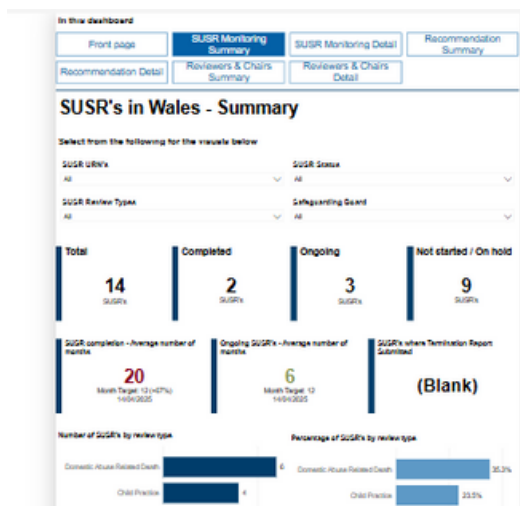 In this dashboard
Front page
SUSR Monitoring Summary
SUSR Monitoring Detail
Recommendation Summary
Recommendation Detail
Reviewers & Chairs Summary
Reviewers & Chairs Detail
SUSR's in Wales - Summary
Select from the following for the visuals below
SUSR URN's
All
SUSR Status
All
SUSR Review Types
All
Safeguarding Board
All
Total
14
SUSR's
Completed
2
SUSR's
Ongoing
3
SUSR's
Not started / On hold
9
SUSR's
SUSR completion - Average number of months
20
Month Target: 12 (+67%)
14/04/2025
Ongoing SUSR's - Average number of months
6
Month Target: 12
14/04/2025
SUSR's where Termination Report Submitted
(Blank)
Number of SUSR's by review type
Domestic Abuse Related Death
6
Child Practice
4
Percentage of SUSR's by review type
Domestic Abuse Related Death
35.3%
Child Practice
23.5%